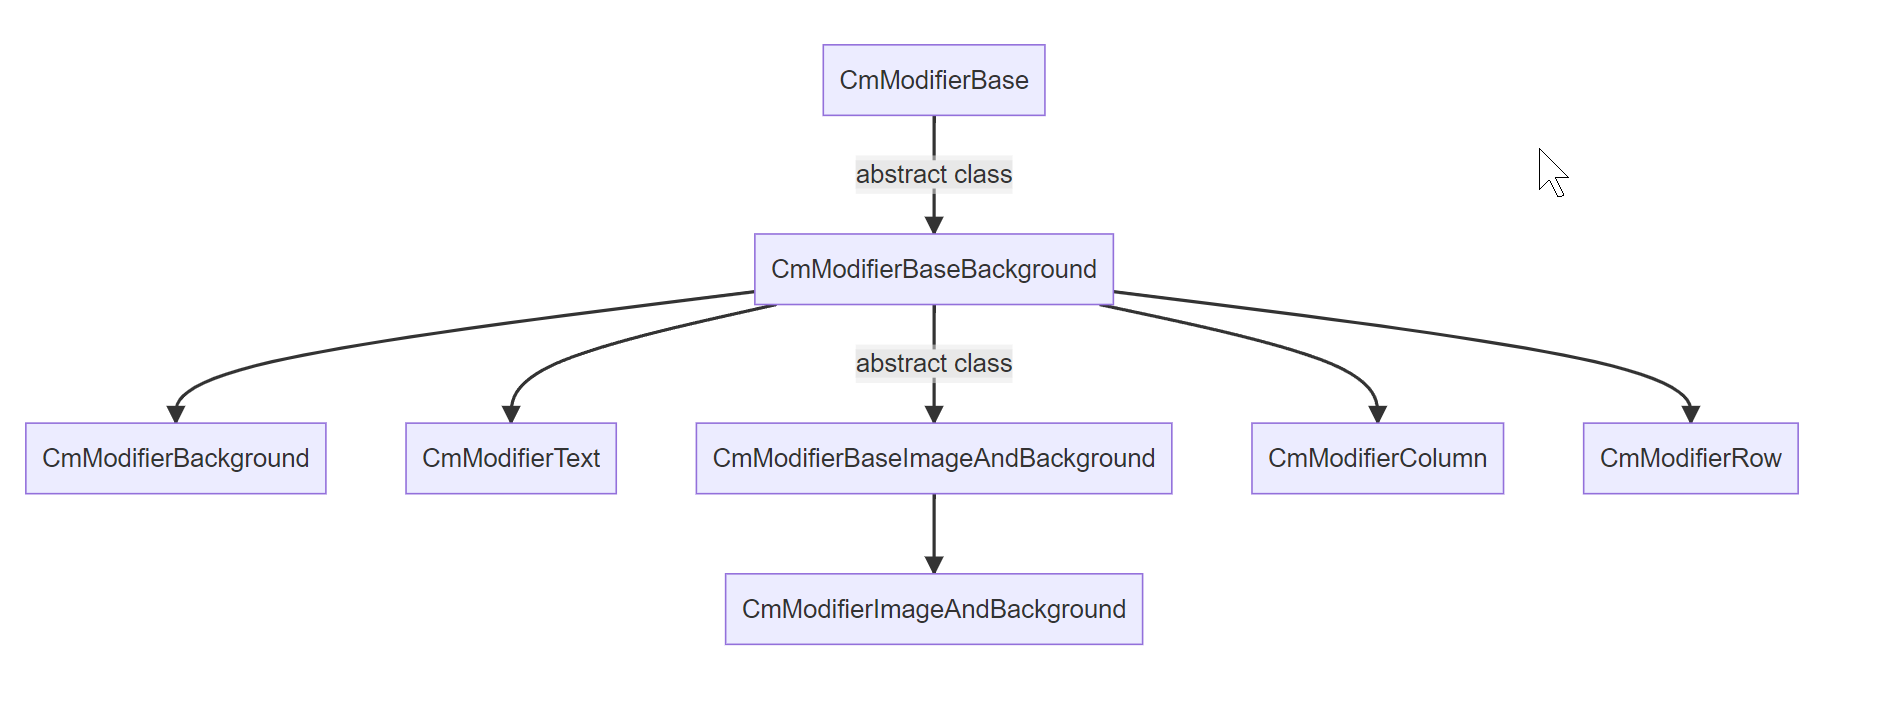 CmModifierBase
abstract class
CmModifierBaseBackground
abstract class
CmModifierBackground
CmModifierText
CmModifierBaseImageAndBackground
CmModifierColumn
CmModifierRow
CmModifierImageAndBackground